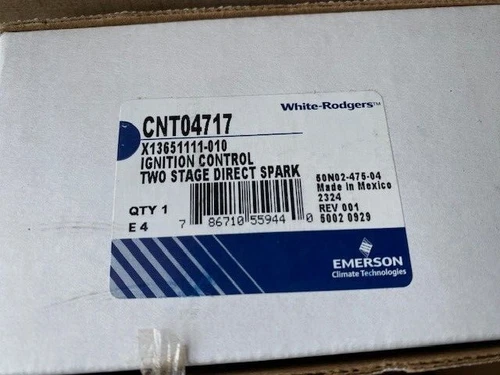 White-Rodgers™
CNT04717
X13651111-010
IGNITION CONTROL
TWO STAGE DIRECT SPARK
50N02-475-04
Made in Mexico
2324
REV 001
5002 0929
QTY 1
E 4
7 86710 55944 0
EMERSON
Climate Technologies